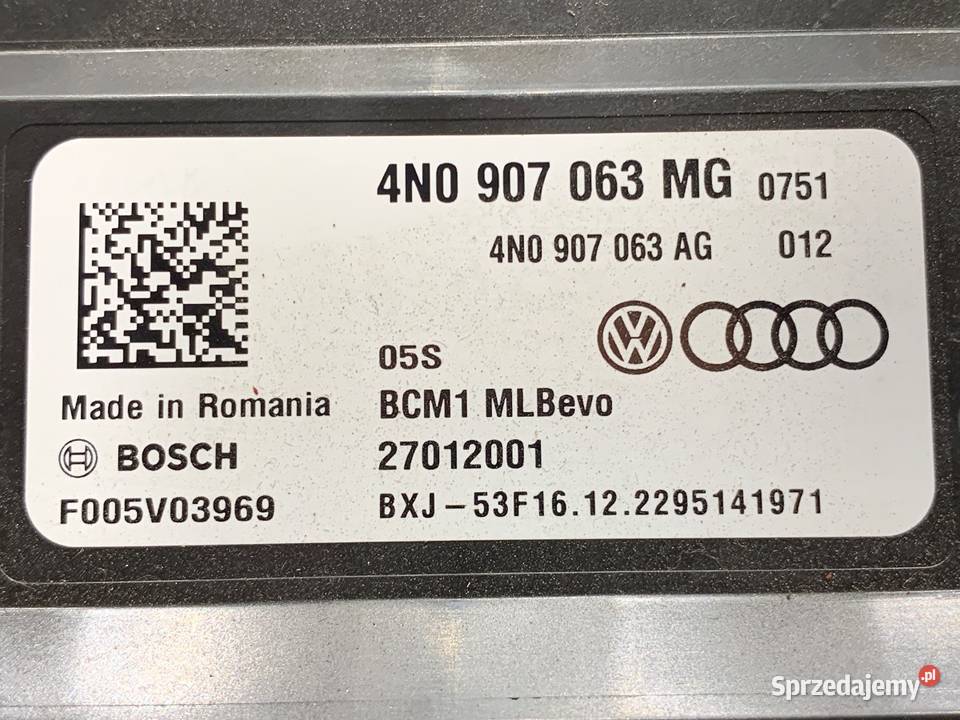 4N0 907 063 MG 0751
4N0 907 063 AG 012
05S
Made in Romania BCM1 MLBevo
BOSCH 27012001
F005V03969 BXJ-53F16.12.2295141971
Sprzedajemy.pl